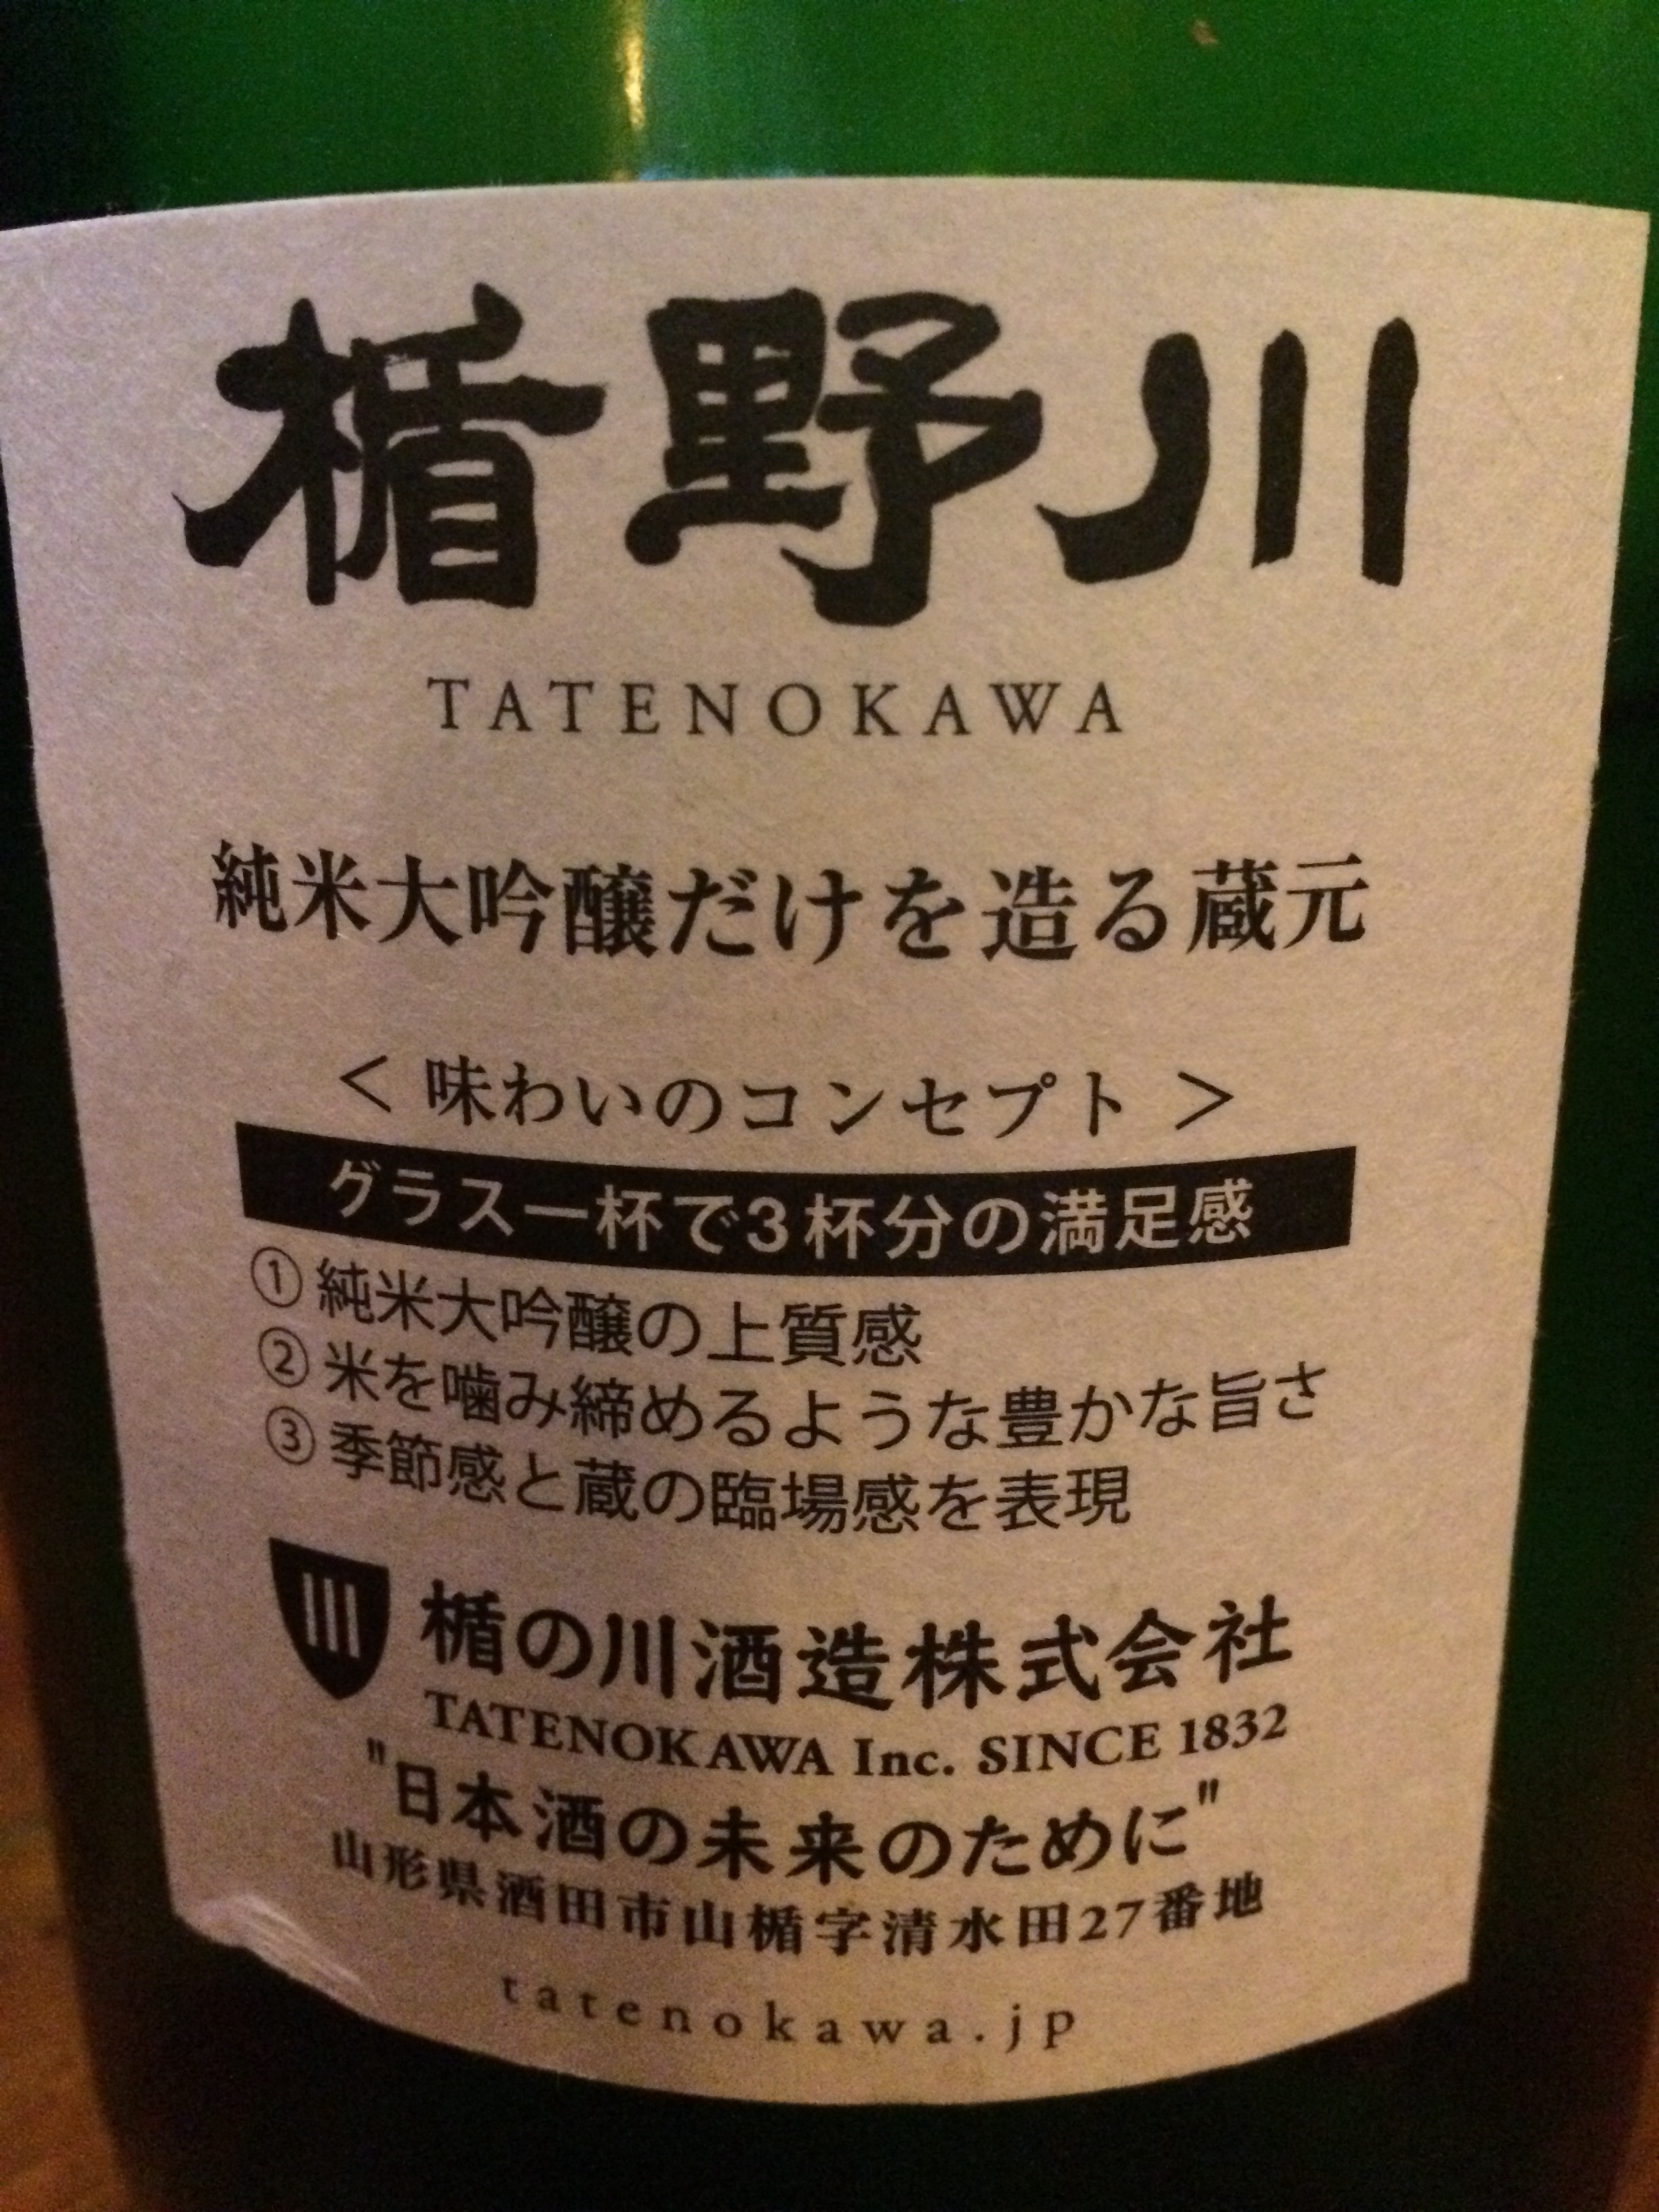 楯野川
TATENOKAWA
純米大吟醸だけを造る蔵元
＜ 味わいのコンセプト ＞
グラス一杯で3杯分の満足感
① 純米大吟醸の上質感
② 米を噛み締めるような豊かな旨さ
③ 季節感と蔵の臨場感を表現
楯の川酒造株式会社
TATENOKAWA Inc. SINCE 1832
"日本酒の未来のために"
山形県酒田市山楯字清水田27番地
tatenokawa.jp